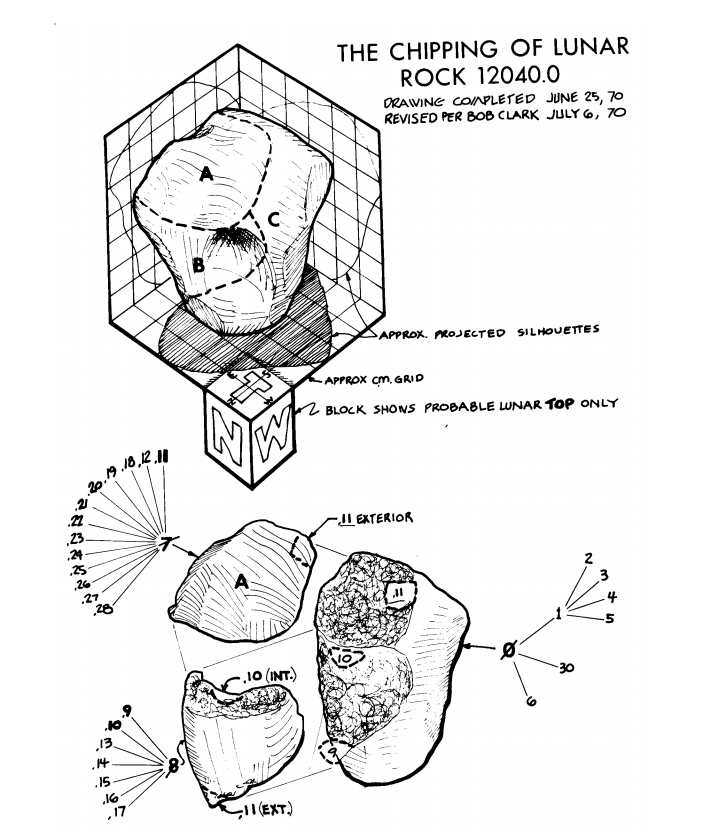 THE CHIPPING OF LUNAR
ROCK 12040.0
DRAWING COMPLETED JUNE 25, 70
REVISED PER BOB CLARK JULY 6, 70
A
C
B
APPROX. PROJECTED SILHOUETTES
APPROX CM. GRID
E S
T
N W
BLOCK SHOWS PROBABLE LUNAR TOP ONLY
N W
.11
.12
.18
.19
.20
.21
.22
.23
.24
.25
.26
.27
.28
7
.11 EXTERIOR
A
.11
10
9
2
3
4
5
1
Ø
30
6
.10 (INT.)
.9
.10
.13
.14
.15
.16
.17
8
.11 (EXT.)